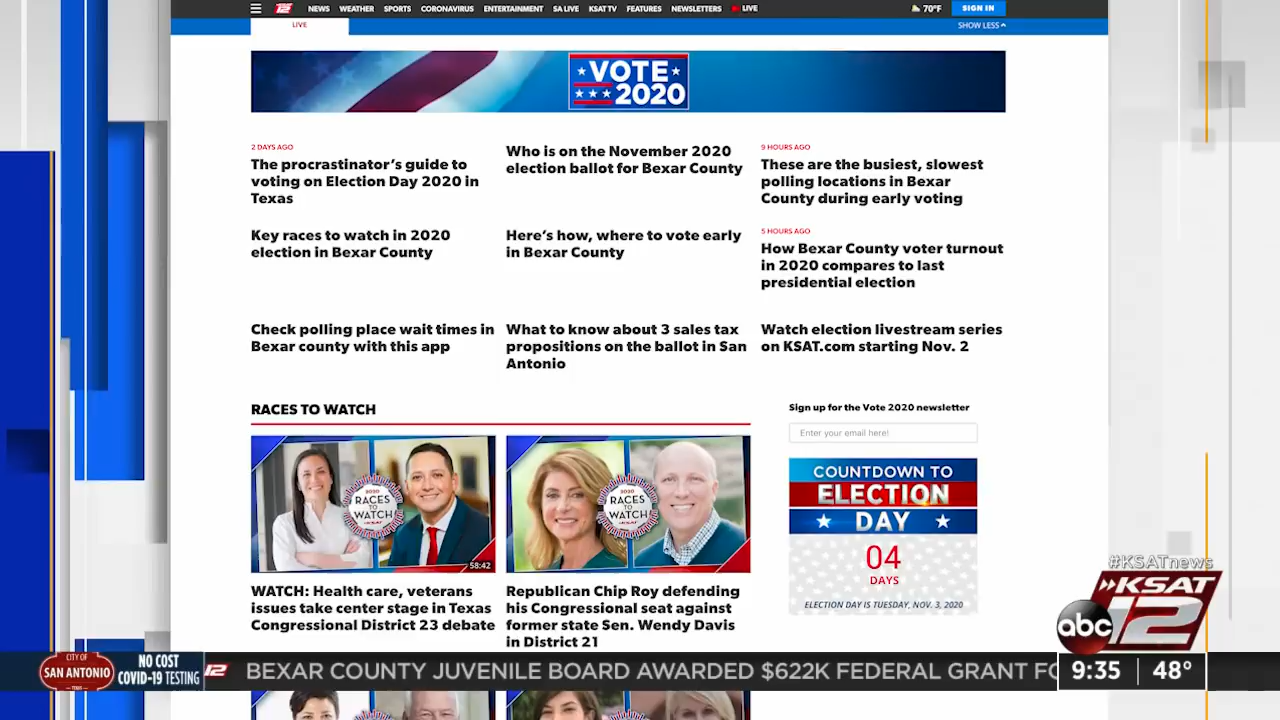 12 NEWS WEATHER SPORTS CORONAVIRUS ENTERTAINMENT SA LIVE KSAT TV FEATURES NEWSLETTERS LIVE 70°F SIGN IN
LIVE
SHOW LESS
VOTE
2020
2 DAYS AGO
The procrastinator's guide to
voting on Election Day 2020 in
Texas
Who is on the November 2020
election ballot for Bexar County
9 HOURS AGO
These are the busiest, slowest
polling locations in Bexar
County during early voting
Key races to watch in 2020
election in Bexar County
Here's how, where to vote early
in Bexar County
5 HOURS AGO
How Bexar County voter turnout
in 2020 compares to last
presidential election
Check polling place wait times in
Bexar county with this app
What to know about 3 sales tax
propositions on the ballot in San
Antonio
Watch election livestream series
on KSAT.com starting Nov. 2
RACES TO WATCH
2020
RACES
TO
WATCH
58:42
WATCH: Health care, veterans
issues take center stage in Texas
Congressional District 23 debate
2020
RACES
TO
WATCH
Republican Chip Roy defending
his Congressional seat against
former state Sen. Wendy Davis
in District 21
Sign up for the Vote 2020 newsletter
Enter your email here!
COUNTDOWN TO
ELECTION
DAY
04
DAYS
ELECTION DAY IS TUESDAY, NOV. 3, 2020
#KSATnews
KSAT
abc 12
CITY OF
SAN ANTONIO
TEXAS
NO COST
COVID-19 TESTING
12 BEXAR COUNTY JUVENILE BOARD AWARDED $622K FEDERAL GRANT FO
9:35 48°